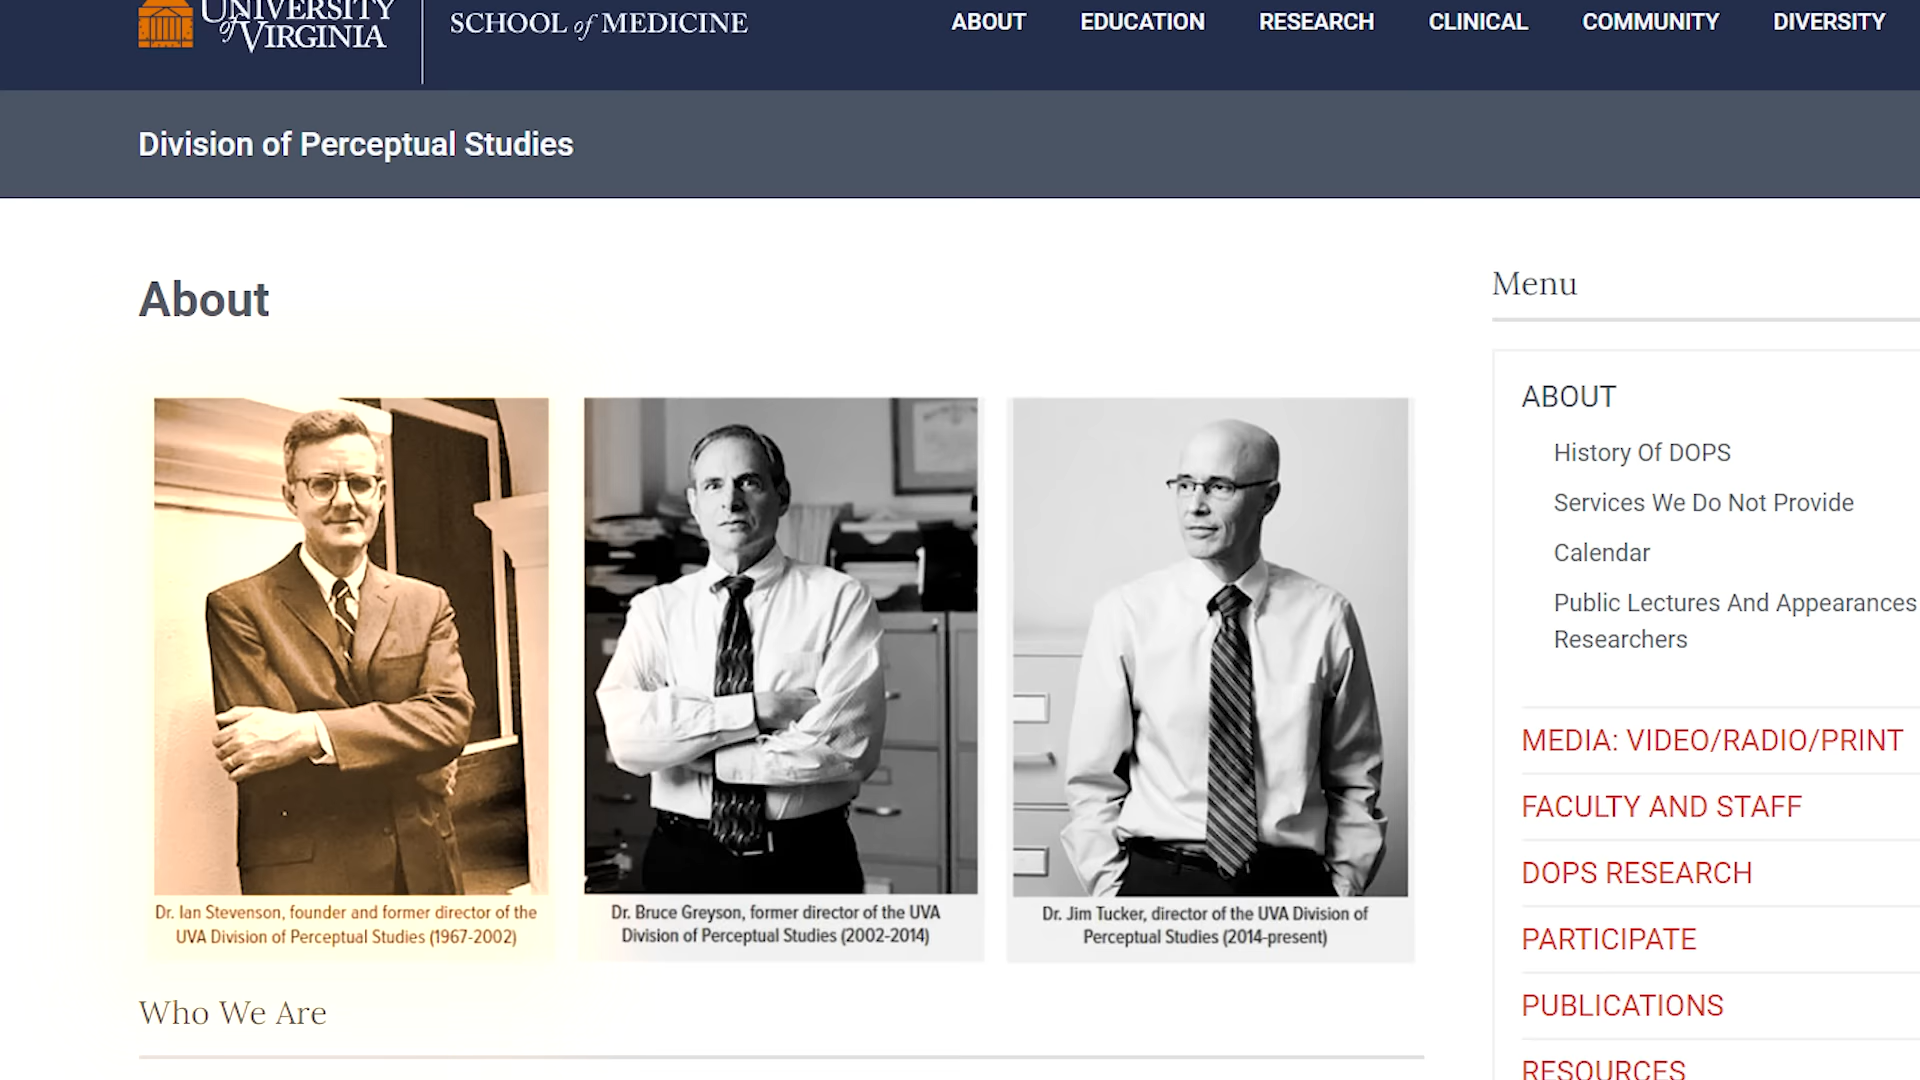 UNIVERSITY
of VIRGINIA
SCHOOL of MEDICINE
ABOUT
EDUCATION
RESEARCH
CLINICAL
COMMUNITY
DIVERSITY
Division of Perceptual Studies
About
Dr. Ian Stevenson, founder and former director of the
UVA Division of Perceptual Studies (1967-2002)
Dr. Bruce Greyson, former director of the UVA
Division of Perceptual Studies (2002-2014)
Dr. Jim Tucker, director of the UVA Division of
Perceptual Studies (2014-present)
Who We Are
Menu
ABOUT
History Of DOPS
Services We Do Not Provide
Calendar
Public Lectures And Appearances
Researchers
MEDIA: VIDEO/RADIO/PRINT
FACULTY AND STAFF
DOPS RESEARCH
PARTICIPATE
PUBLICATIONS
RESOURCES